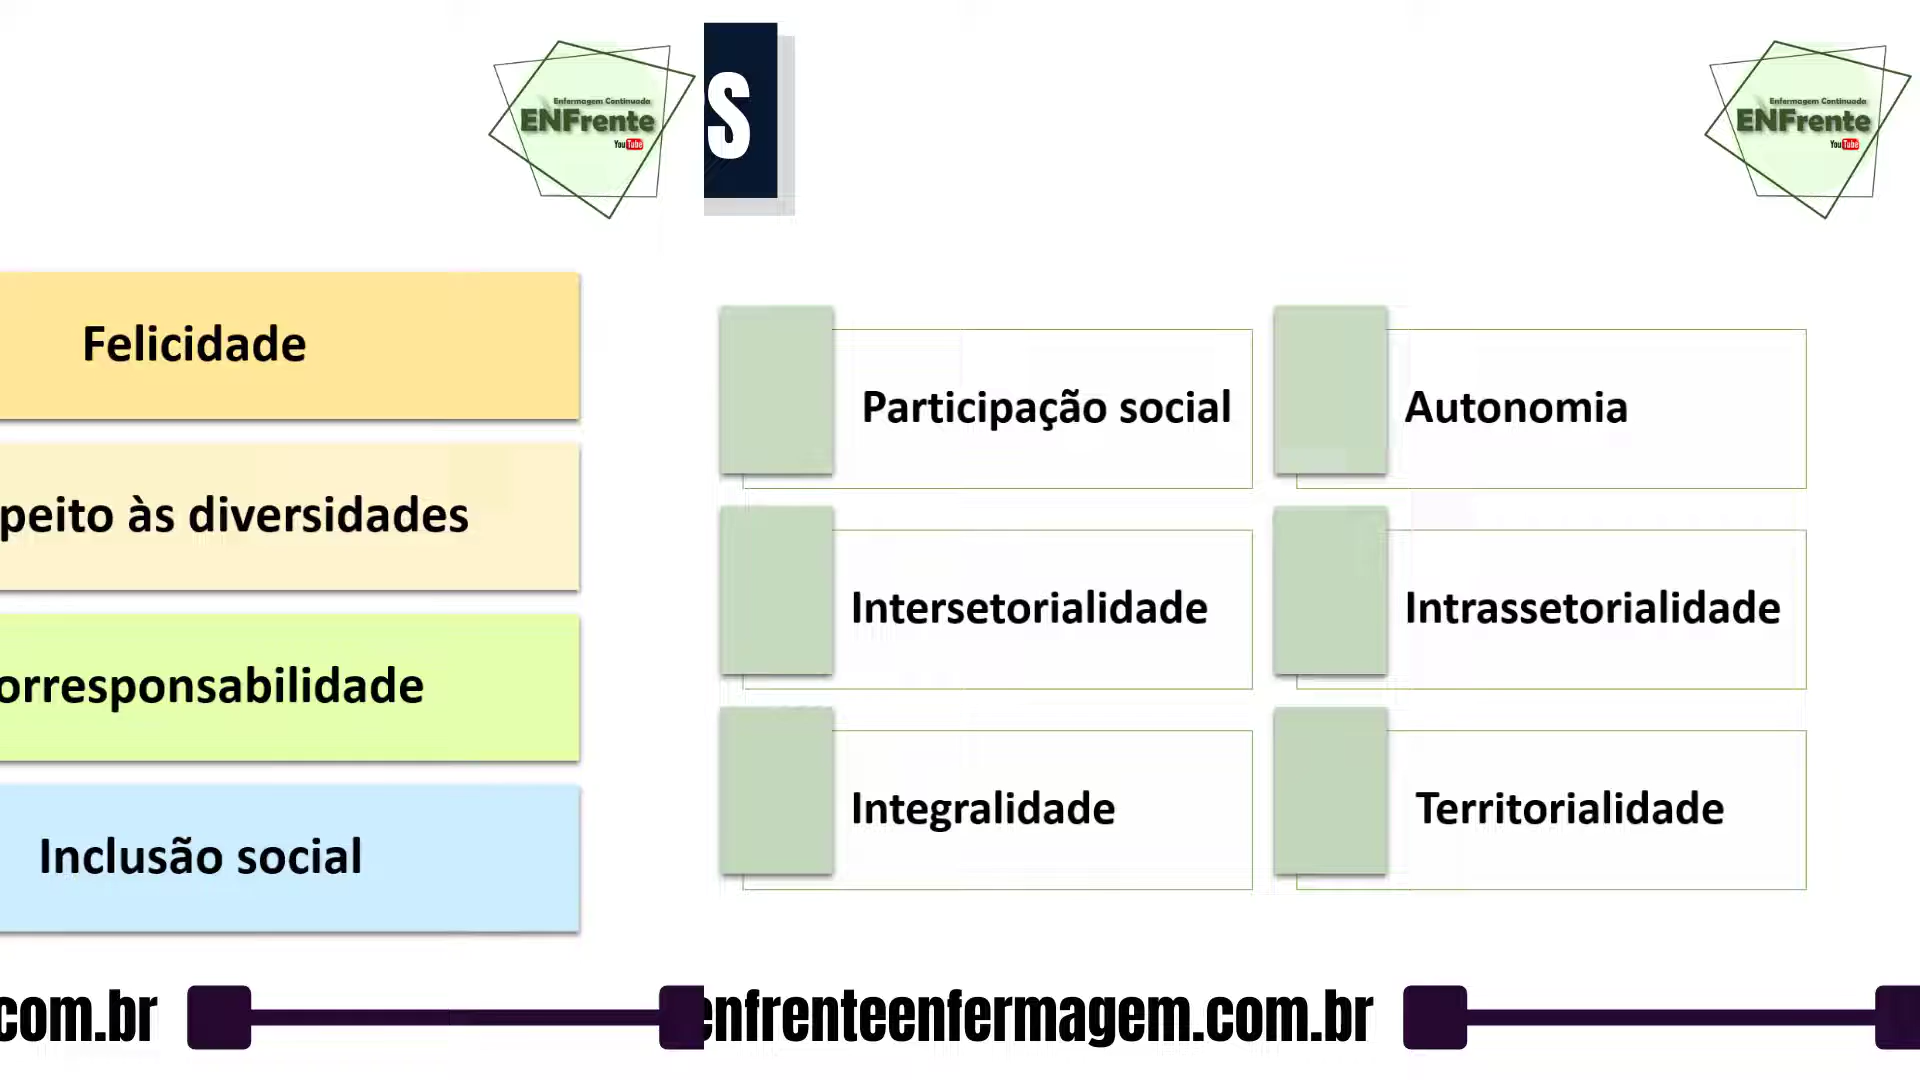 Enfermagem Continuada
ENFrente
YouTube
S
Enfermagem Continuada
ENFrente
YouTube
Felicidade
peito às diversidades
orresponsabilidade
Inclusão social
Participação social
Autonomia
Intersetorialidade
Intrassetorialidade
Integralidade
Territorialidade
com.br
enfrenteenfermagem.com.br